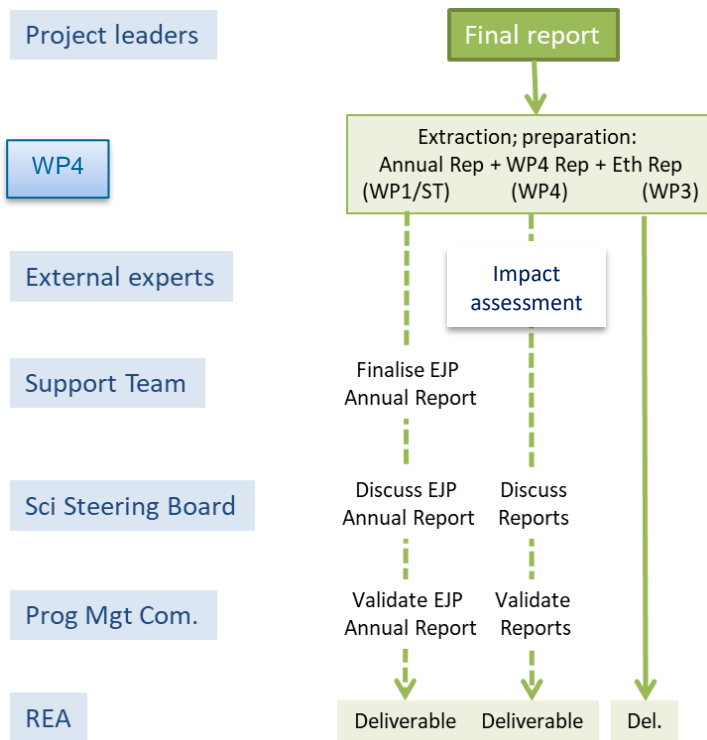 Project leaders
Final report
Extraction; preparation:
Annual Rep + WP4 Rep + Eth Rep
(WP1/ST) (WP4) (WP3)
WP4
External experts
Impact
assessment
Support Team
Finalise EJP
Annual Report
Sci Steering Board
Discuss EJP
Annual Report
Discuss
Reports
Prog Mgt Com.
Validate EJP
Annual Report
Validate
Reports
REA
Deliverable
Deliverable
Del.